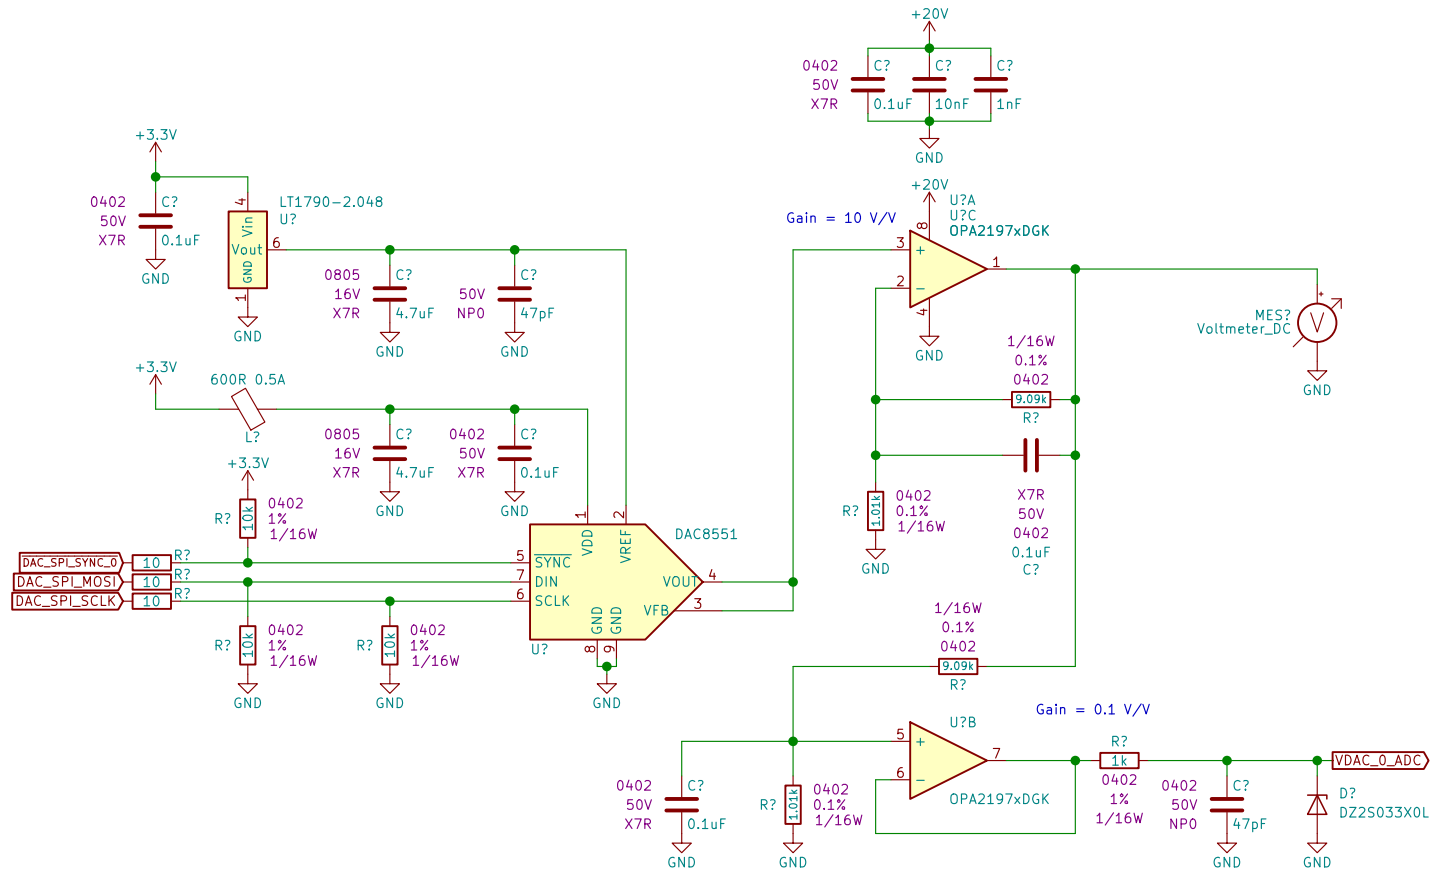 +20V
0402
50V
X7R
C?
0.1uF
C?
10nF
C?
1nF
GND
+3.3V
0402
50V
X7R
C?
0.1uF
GND
LT1790-2.048
U?
4
Vin
Vout
6
GND
1
GND
0805
16V
X7R
C?
4.7uF
GND
50V
NP0
C?
47pF
GND
+20V
Gain = 10 V/V
U?A
U?C
OPA2197xDGK
8
3
+
1
2
-
4
GND
MES?
Voltmeter_DC
+
V
GND
1/16W
0.1%
0402
9.09k
R?
+3.3V
600R 0.5A
L?
0805
16V
X7R
C?
4.7uF
GND
0402
50V
X7R
C?
0.1uF
GND
R?
1.01k
0402
0.1%
1/16W
GND
X7R
50V
0402
0.1uF
C?
+3.3V
R?
10k
0402
1%
1/16W
DAC_SPI_SYNC_0
10
R?
DAC_SPI_MOSI
10
R?
DAC_SPI_SCLK
10
R?
1
2
DAC8551
VDD
VREF
5
SYNC
7
DIN
6
SCLK
VOUT
4
VFB
3
GND
GND
8
9
U?
GND
R?
10k
0402
1%
1/16W
GND
10k
R?
0402
1%
1/16W
GND
1/16W
0.1%
0402
9.09k
R?
Gain = 0.1 V/V
U?B
5
+
7
6
-
OPA2197xDGK
R?
1k
0402
1%
1/16W
VDAC_0_ADC
0402
50V
X7R
C?
0.1uF
GND
R?
1.01k
0402
0.1%
1/16W
GND
0402
50V
NP0
C?
47pF
GND
D?
DZ2S033X0L
GND